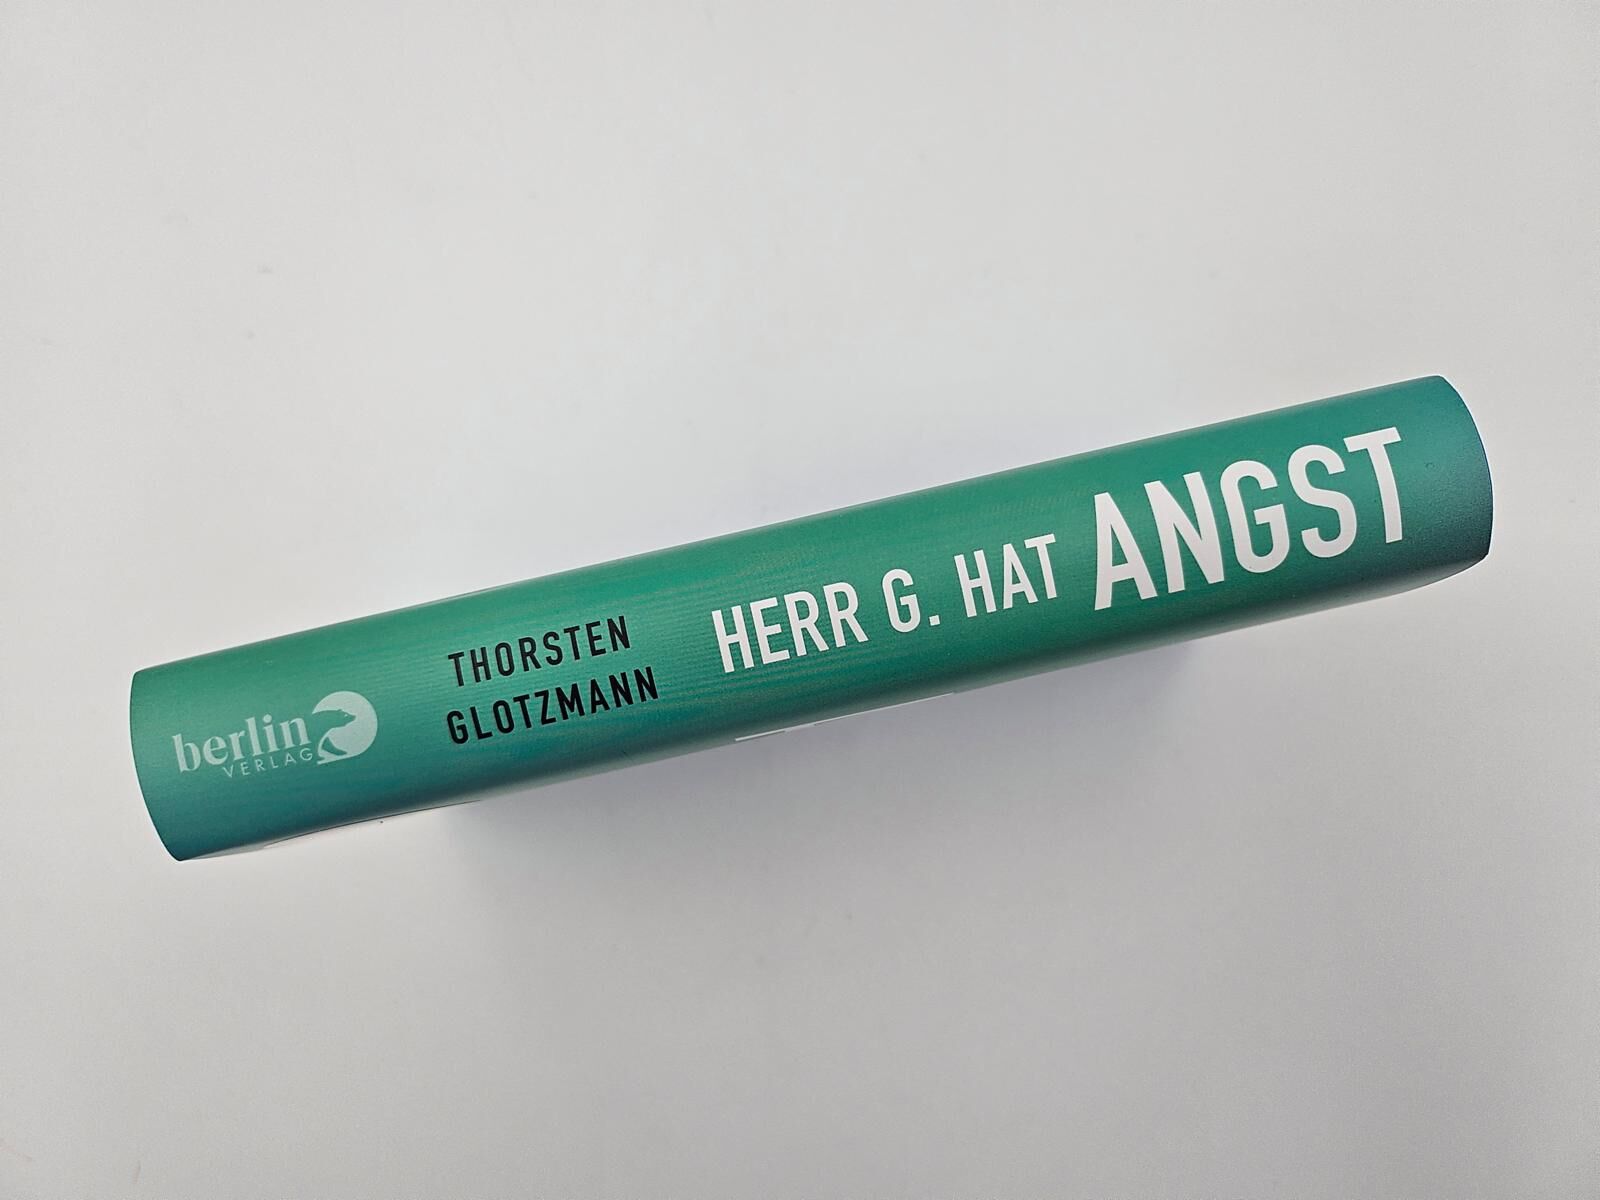 berlin
VERLAG
THORSTEN
GLOTZMANN
HERR G. HAT ANGST